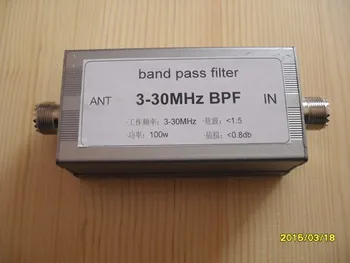 band pass filter
ANT 3-30MHz BPF IN
·工作频率: 3-30MHz ·驻波: <1:5
·功率: 100w ·插损: <0.8db
2015/03/18